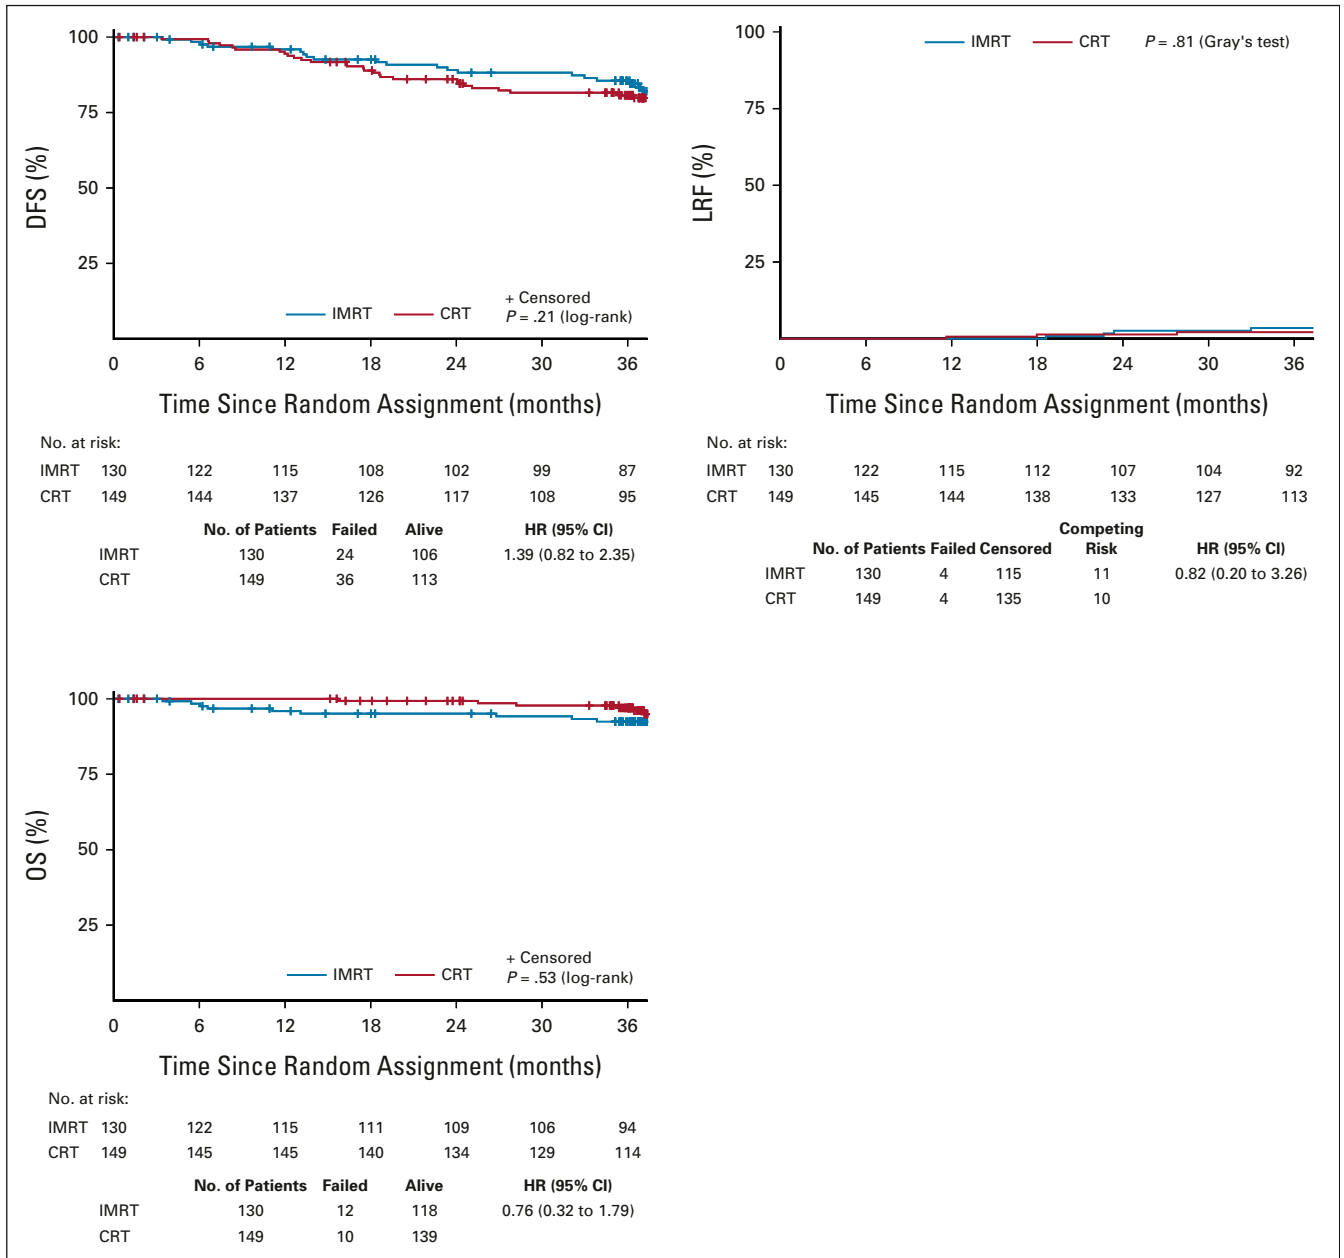 100
75
50
25
DFS (%)
IMRT CRT + Censored
P = .21 (log-rank)
0 6 12 18 24 30 36
Time Since Random Assignment (months)
No. at risk:
IMRT 130 122 115 108 102 99 87
CRT 149 144 137 126 117 108 95
No. of Patients Failed Alive HR (95% CI)
IMRT 130 24 106 1.39 (0.82 to 2.35)
CRT 149 36 113
100
75
50
25
LRF (%)
IMRT CRT P = .81 (Gray's test)
0 6 12 18 24 30 36
Time Since Random Assignment (months)
No. at risk:
IMRT 130 122 115 112 107 104 92
CRT 149 145 144 138 133 127 113
Competing
No. of Patients Failed Censored Risk HR (95% CI)
IMRT 130 4 115 11 0.82 (0.20 to 3.26)
CRT 149 4 135 10
100
75
50
25
OS (%)
IMRT CRT + Censored
P = .53 (log-rank)
0 6 12 18 24 30 36
Time Since Random Assignment (months)
No. at risk:
IMRT 130 122 115 111 109 106 94
CRT 149 145 145 140 134 129 114
No. of Patients Failed Alive HR (95% CI)
IMRT 130 12 118 0.76 (0.32 to 1.79)
CRT 149 10 139